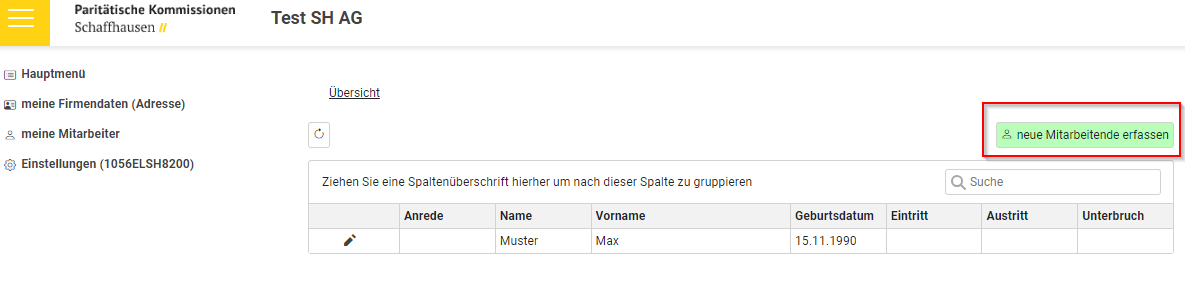 Paritätische Kommissionen
Schaffhausen //
Test SH AG
Hauptmenü
meine Firmendaten (Adresse)
meine Mitarbeiter
Einstellungen (1056ELSH8200)
Übersicht
neue Mitarbeitende erfassen
Ziehen Sie eine Spaltenüberschrift hierher um nach dieser Spalte zu gruppieren
Suche
Anrede Name Vorname Geburtsdatum Eintritt Austritt Unterbruch
Muster Max 15.11.1990